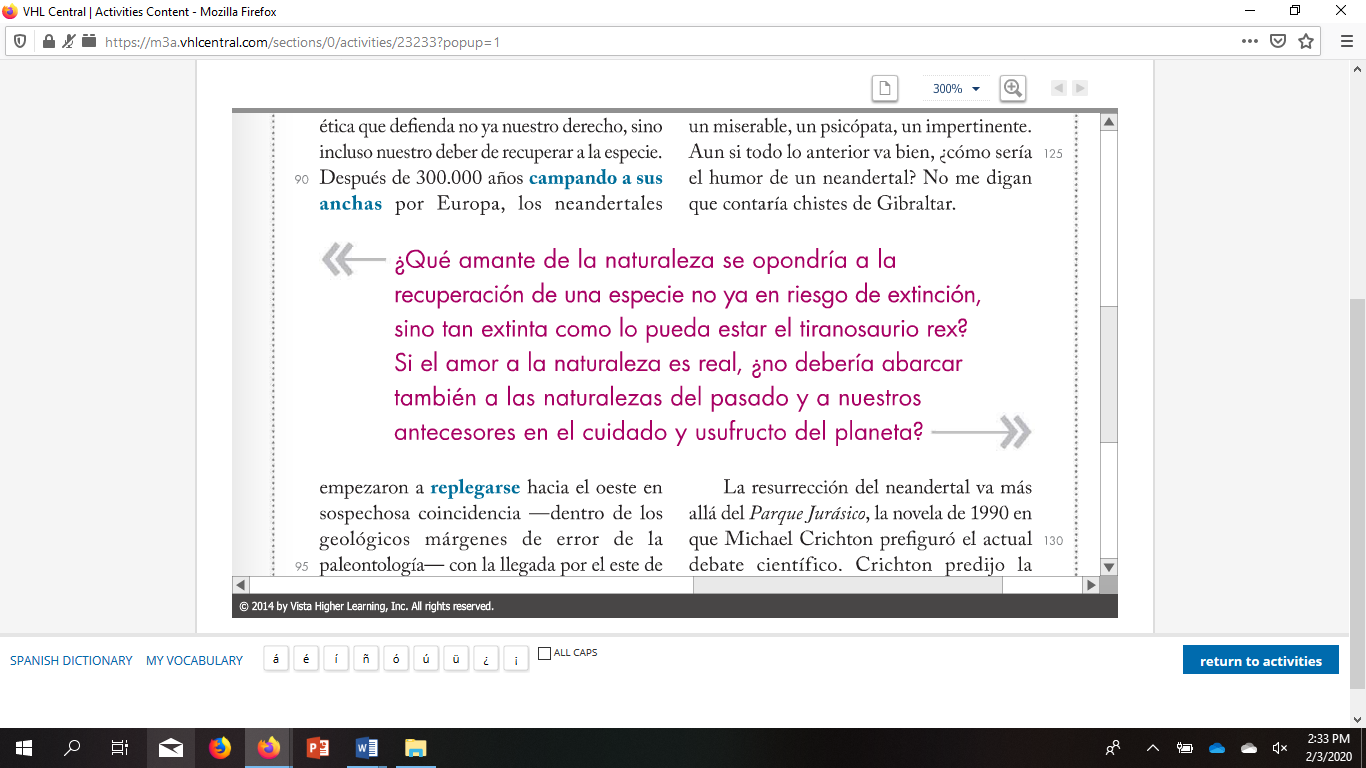 VHL Central | Activities Content - Mozilla Firefox
https://m3a.vhlcentral.com/sections/0/activities/23233?popup=1
300%
ética que defienda no ya nuestro derecho, sino
incluso nuestro deber de recuperar a la especie.
90 Después de 300.000 años campando a sus
anchas por Europa, los neandertales
un miserable, un psicópata, un impertinente.
Aun si todo lo anterior va bien, ¿cómo sería 125
el humor de un neandertal? No me digan
que contaría chistes de Gibraltar.
¿Qué amante de la naturaleza se opondría a la
recuperación de una especie no ya en riesgo de extinción,
sino tan extinta como lo pueda estar el tiranosaurio rex?
Si el amor a la naturaleza es real, ¿no debería abarcar
también a las naturalezas del pasado y a nuestros
antecesores en el cuidado y usufructo del planeta?
empezaron a replegarse hacia el oeste en
sospechosa coincidencia —dentro de los
geológicos márgenes de error de la
95 paleontología— con la llegada por el este de
La resurrección del neandertal va más
allá del Parque Jurásico, la novela de 1990 en
que Michael Crichton prefiguró el actual 130
debate científico. Crichton predijo la
© 2014 by Vista Higher Learning, Inc. All rights reserved.
SPANISH DICTIONARY MY VOCABULARY á é í ñ ó ú ü ¿ ¡ ALL CAPS
return to activities
2:33 PM
2/3/2020